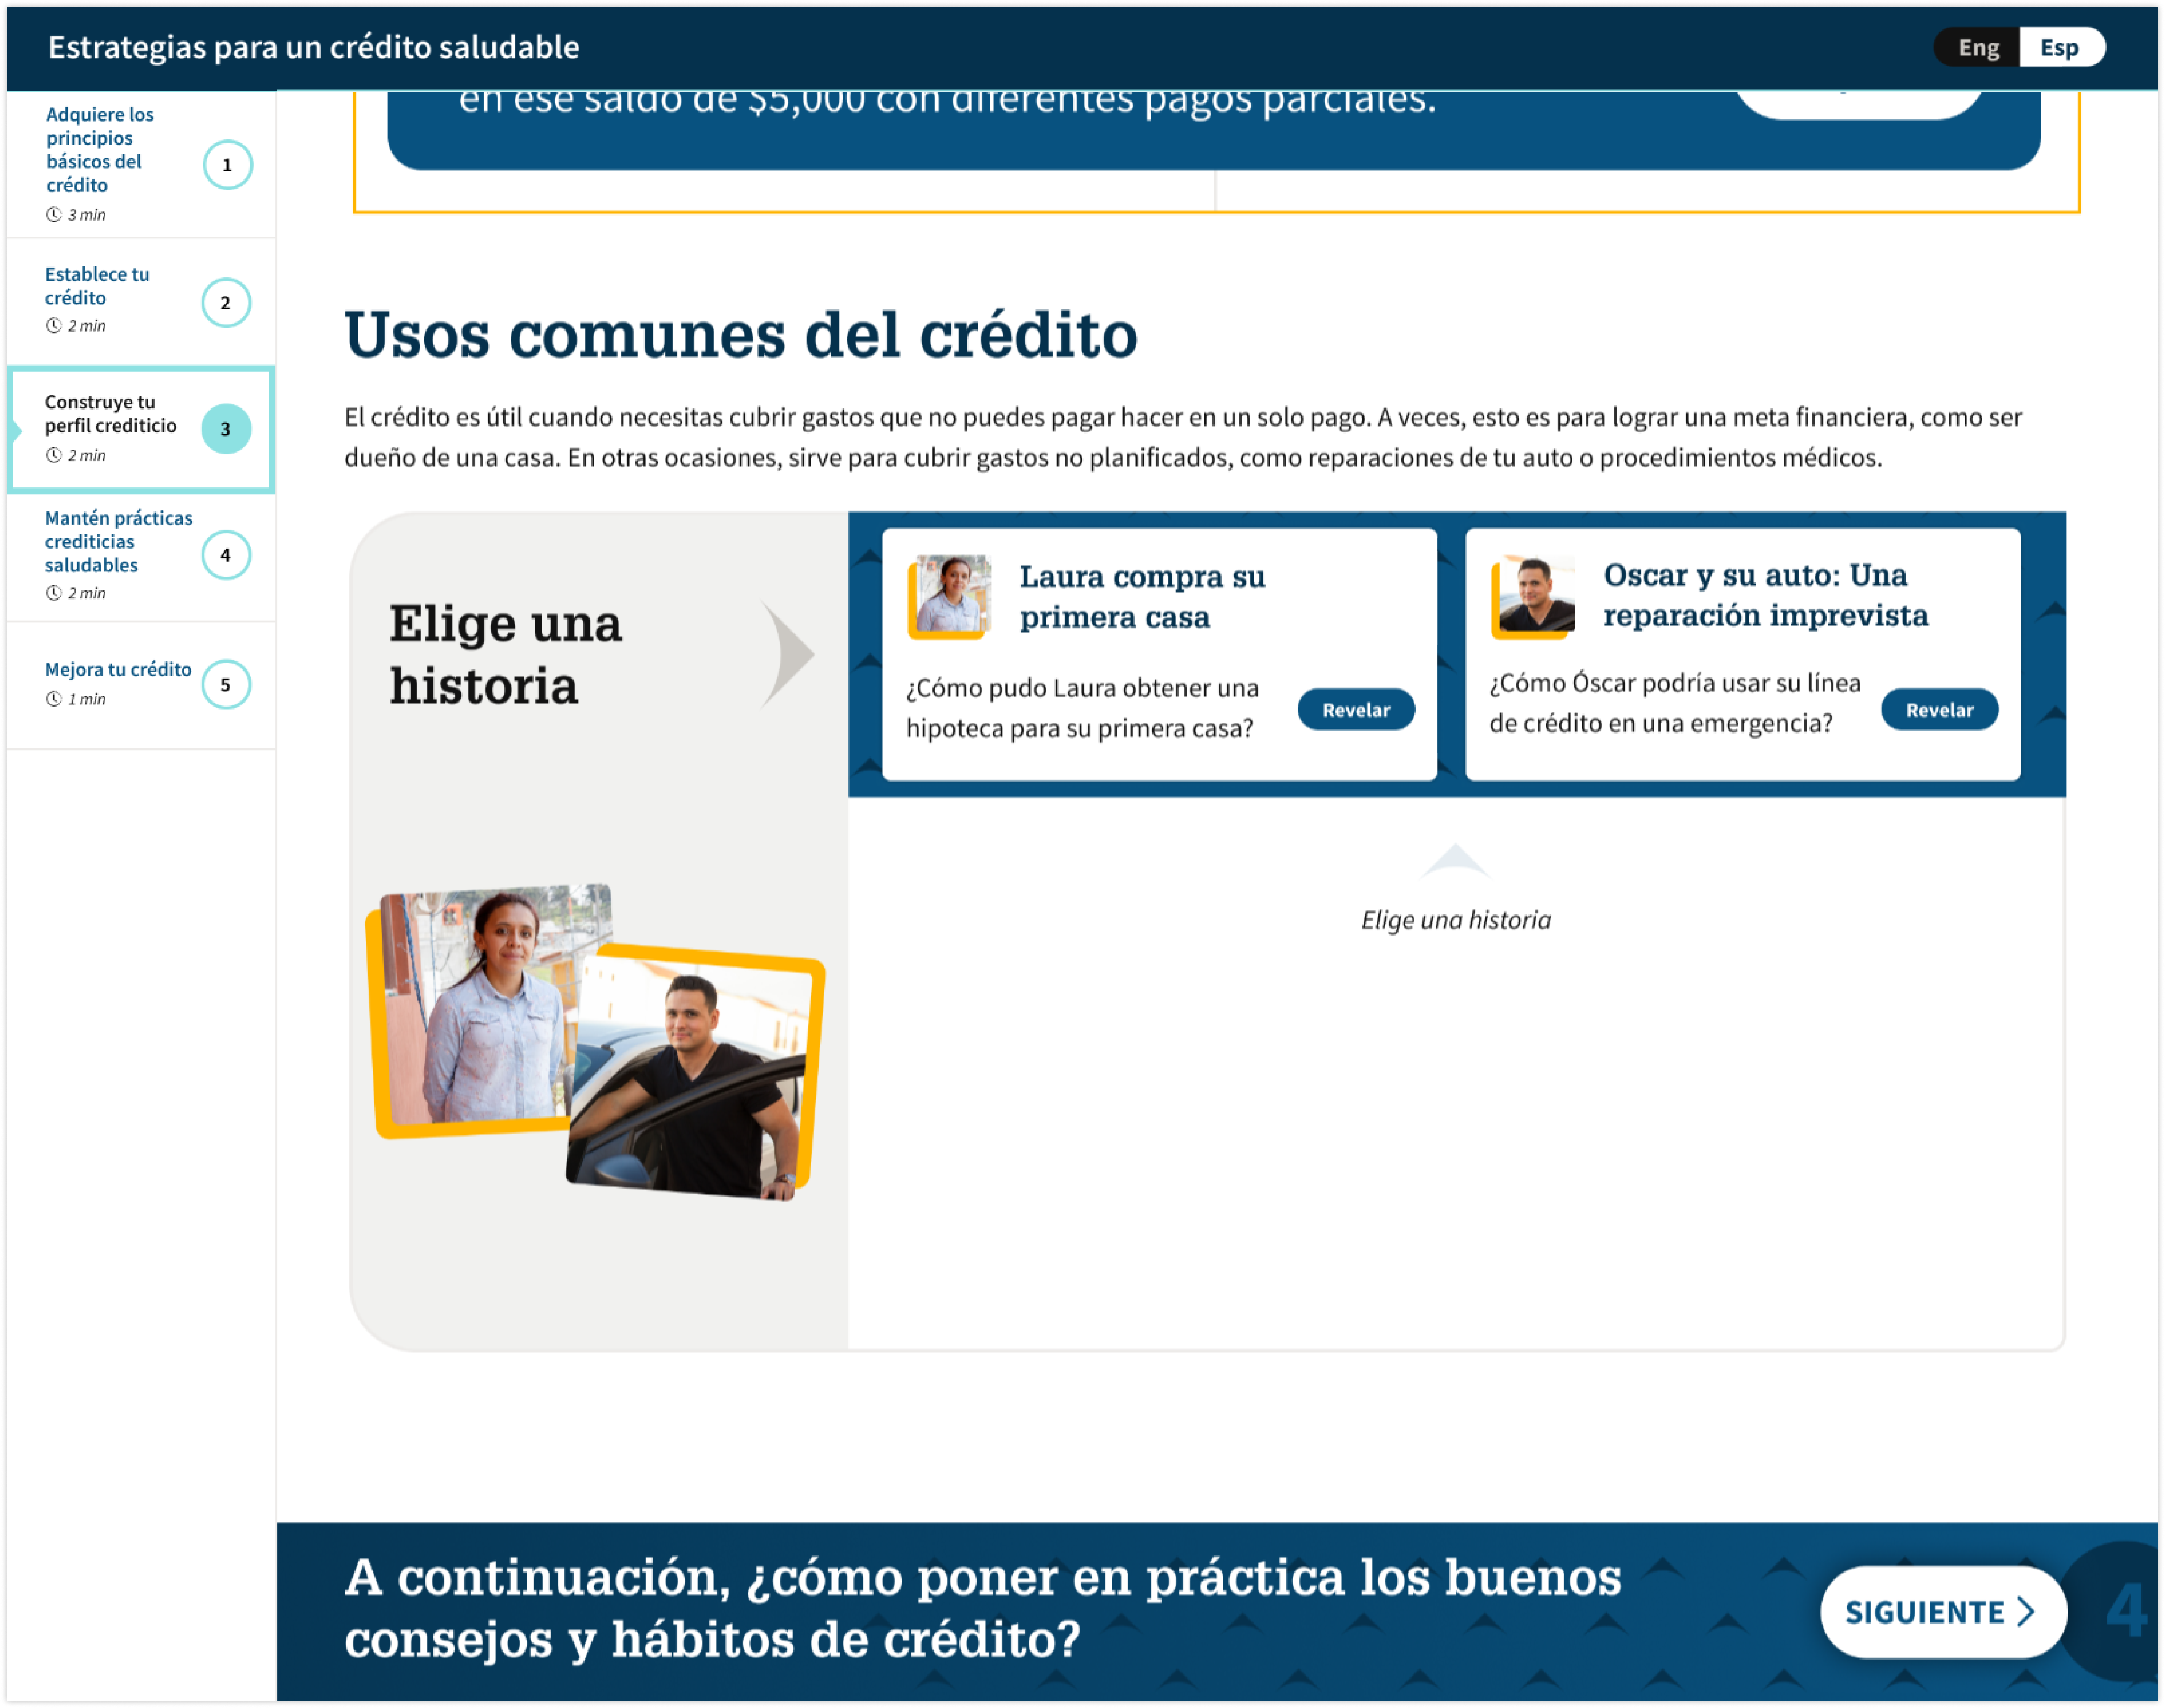 Estrategias para un crédito saludable
Eng Esp
Adquiere los
principios
básicos del
crédito
1
3 min
Establece tu
crédito
2
2 min
Construye tu
perfil crediticio
3
2 min
Mantén prácticas
crediticias
saludables
4
2 min
Mejora tu crédito
5
1 min
en ese saldo de $5,000 con diferentes pagos parciales.
Usos comunes del crédito
El crédito es útil cuando necesitas cubrir gastos que no puedes pagar hacer en un solo pago. A veces, esto es para lograr una meta financiera, como ser
dueño de una casa. En otras ocasiones, sirve para cubrir gastos no planificados, como reparaciones de tu auto o procedimientos médicos.
Elige una
historia
Laura compra su
primera casa
¿Cómo pudo Laura obtener una
hipoteca para su primera casa?
Revelar
Oscar y su auto: Una
reparación imprevista
¿Cómo Óscar podría usar su línea
de crédito en una emergencia?
Revelar
Elige una historia
A continuación, ¿cómo poner en práctica los buenos
consejos y hábitos de crédito?
SIGUIENTE
4